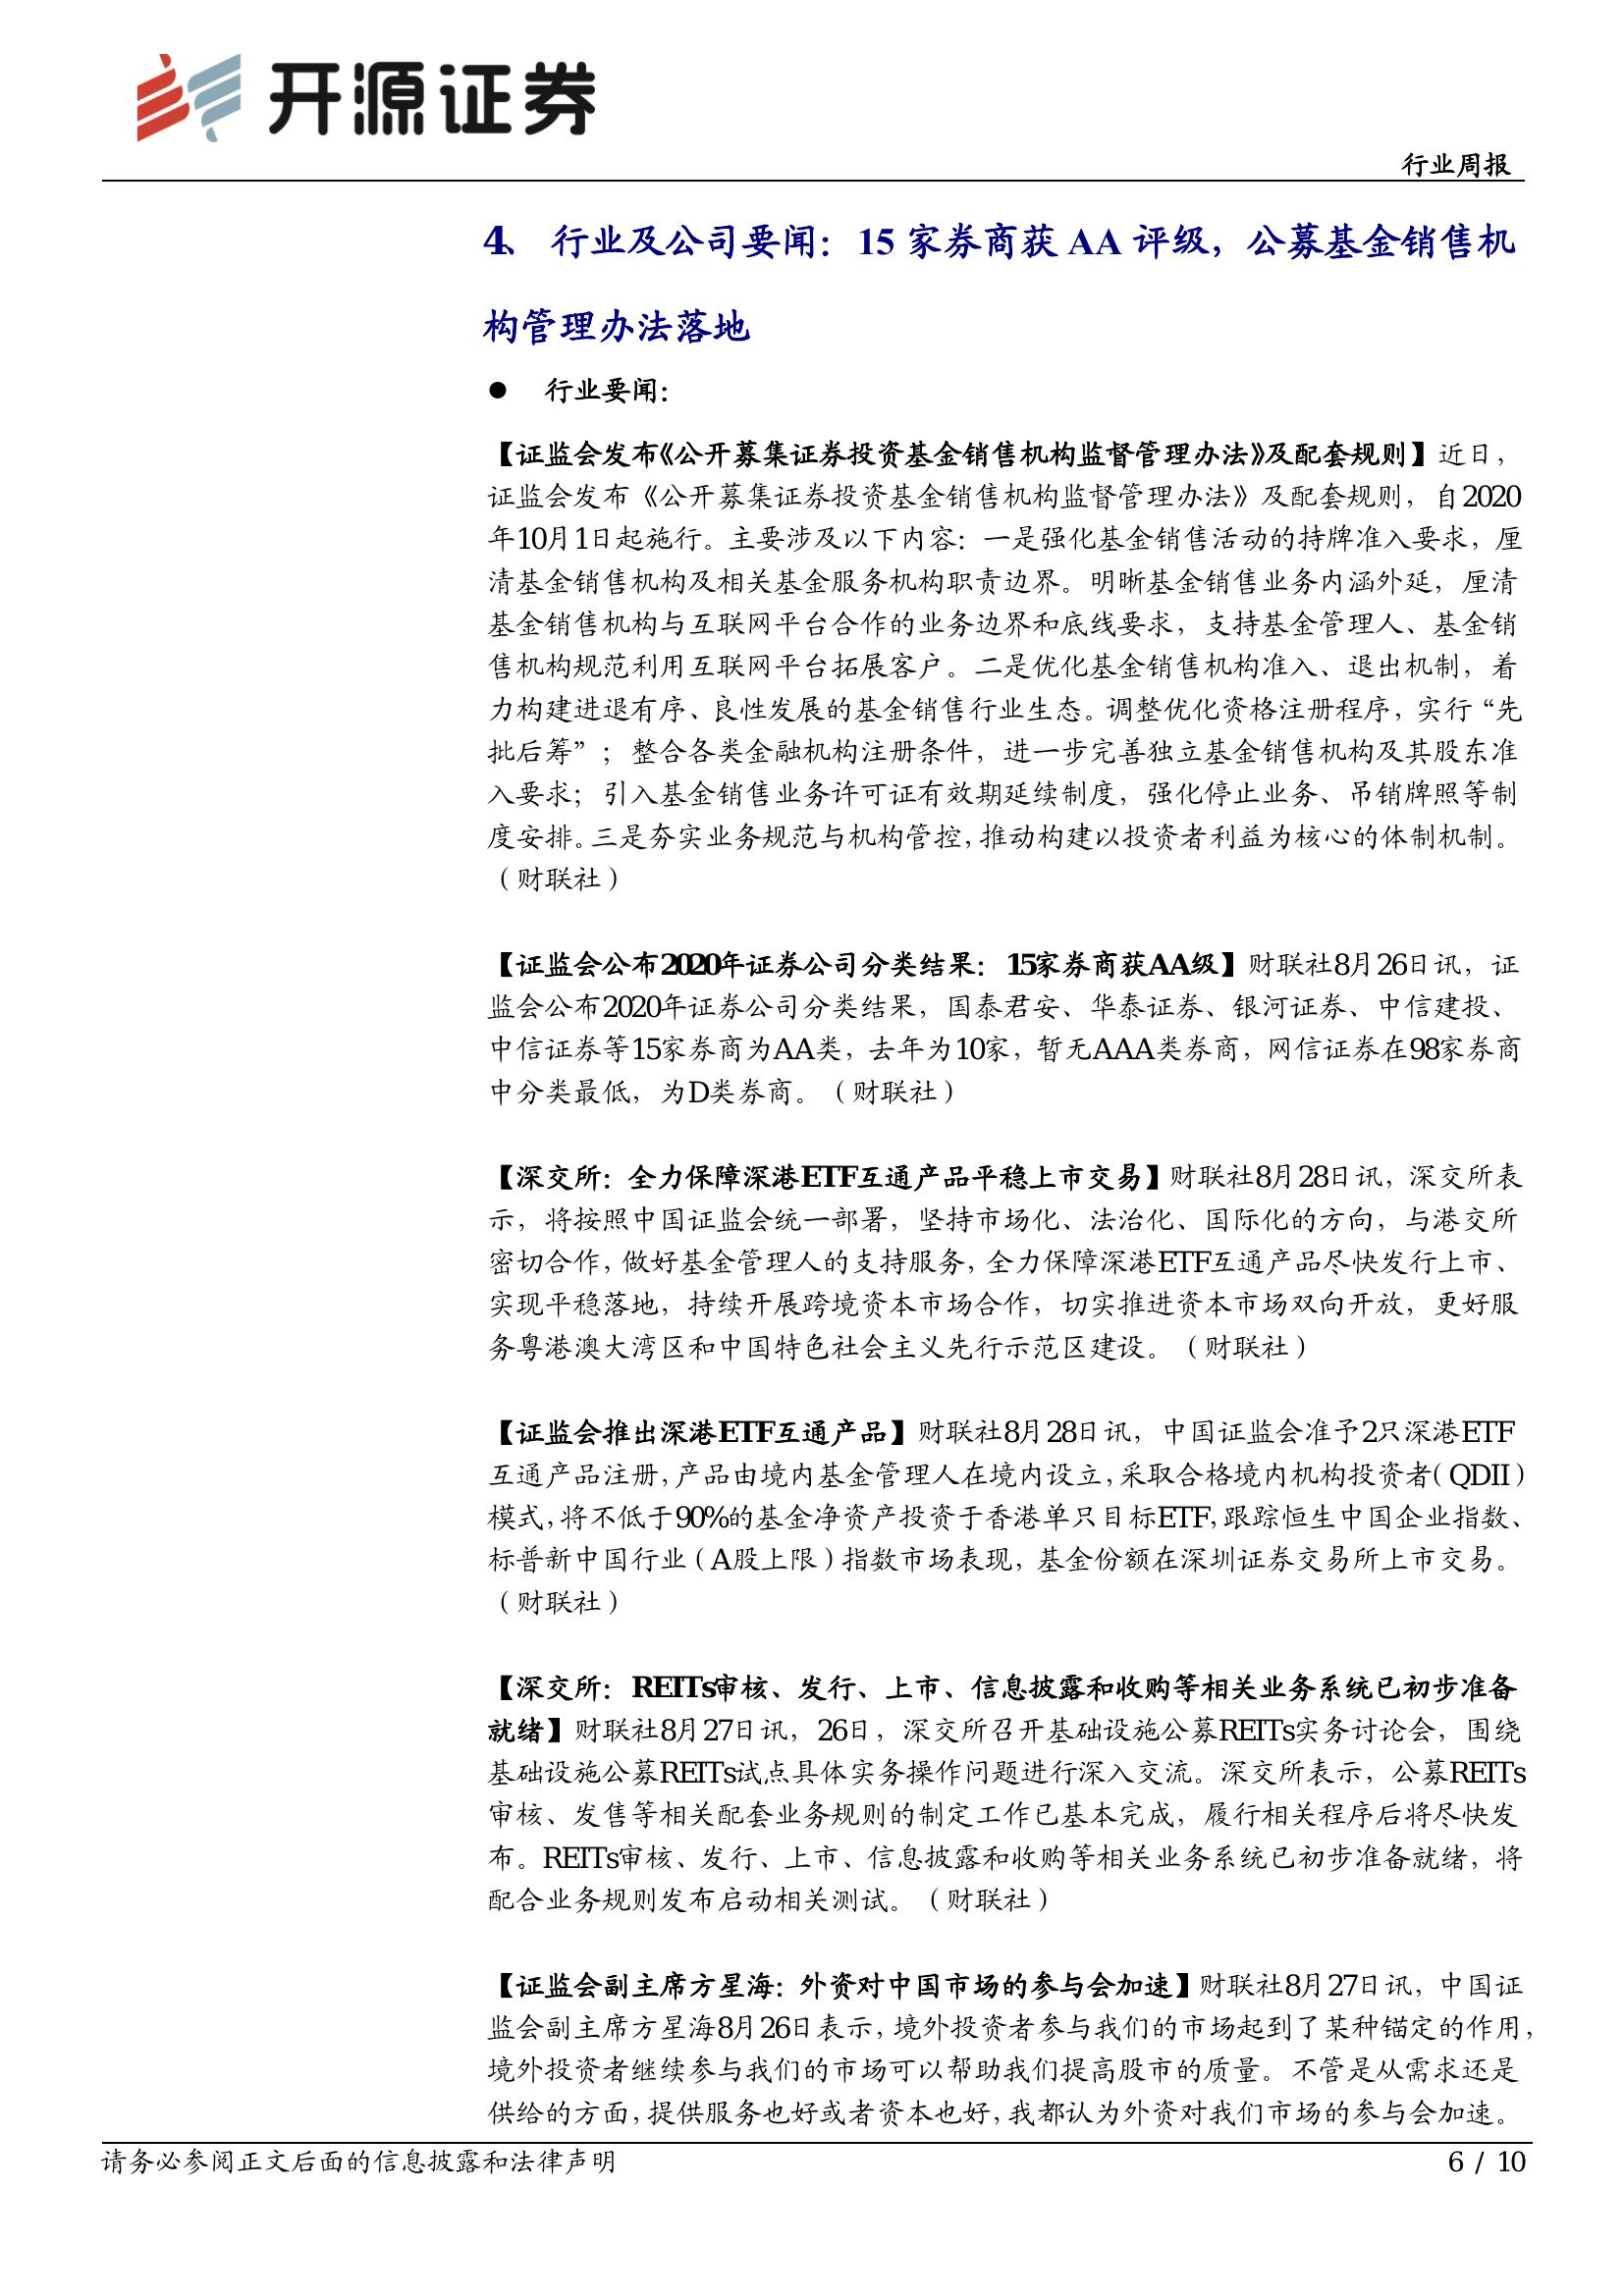 开源证券
行业周报
4、 行业及公司要闻：15 家券商获 AA 评级，公募基金销售机
构管理办法落地
● 行业要闻：
【证监会发布《公开募集证券投资基金销售机构监督管理办法》及配套规则】近日，
证监会发布《公开募集证券投资基金销售机构监督管理办法》及配套规则，自2020
年10月1日起施行。主要涉及以下内容：一是强化基金销售活动的持牌准入要求，厘
清基金销售机构及相关基金服务机构职责边界。明晰基金销售业务内涵外延，厘清
基金销售机构与互联网平台合作的业务边界和底线要求，支持基金管理人、基金销
售机构规范利用互联网平台拓展客户。二是优化基金销售机构准入、退出机制，着
力构建进退有序、良性发展的基金销售行业生态。调整优化资格注册程序，实行“先
批后筹”；整合各类金融机构注册条件，进一步完善独立基金销售机构及其股东准
入要求；引入基金销售业务许可证有效期延续制度，强化停止业务、吊销牌照等制
度安排。三是夯实业务规范与机构管控，推动构建以投资者利益为核心的体制机制。
（财联社）
【证监会公布2020年证券公司分类结果：15家券商获AA级】财联社8月26日讯，证
监会公布2020年证券公司分类结果，国泰君安、华泰证券、银河证券、中信建投、
中信证券等15家券商为AA类，去年为10家，暂无AAA类券商，网信证券在98家券商
中分类最低，为D类券商。（财联社）
【深交所：全力保障深港ETF互通产品平稳上市交易】财联社8月28日讯，深交所表
示，将按照中国证监会统一部署，坚持市场化、法治化、国际化的方向，与港交所
密切合作，做好基金管理人的支持服务，全力保障深港ETF互通产品尽快发行上市、
实现平稳落地，持续开展跨境资本市场合作，切实推进资本市场双向开放，更好服
务粤港澳大湾区和中国特色社会主义先行示范区建设。（财联社）
【证监会推出深港ETF互通产品】财联社8月28日讯，中国证监会准予2只深港ETF
互通产品注册，产品由境内基金管理人在境内设立，采取合格境内机构投资者（QDII）
模式，将不低于90%的基金净资产投资于香港单只目标ETF，跟踪恒生中国企业指数、
标普新中国行业（A股上限）指数市场表现，基金份额在深圳证券交易所上市交易。
（财联社）
【深交所：REITs审核、发行、上市、信息披露和收购等相关业务系统已初步准备
就绪】财联社8月27日讯，26日，深交所召开基础设施公募REITs实务讨论会，围绕
基础设施公募REITs试点具体实务操作问题进行深入交流。深交所表示，公募REITs
审核、发售等相关配套业务规则的制定工作已基本完成，履行相关程序后将尽快发
布。REITs审核、发行、上市、信息披露和收购等相关业务系统已初步准备就绪，将
配合业务规则发布启动相关测试。（财联社）
【证监会副主席方星海：外资对中国市场的参与会加速】财联社8月27日讯，中国证
监会副主席方星海8月26日表示，境外投资者参与我们的市场起到了某种锚定的作用，
境外投资者继续参与我们的市场可以帮助我们提高股市的质量。不管是从需求还是
供给的方面，提供服务也好或者资本也好，我都认为外资对我们市场的参与会加速。
请务必参阅正文后面的信息披露和法律声明
6 / 10